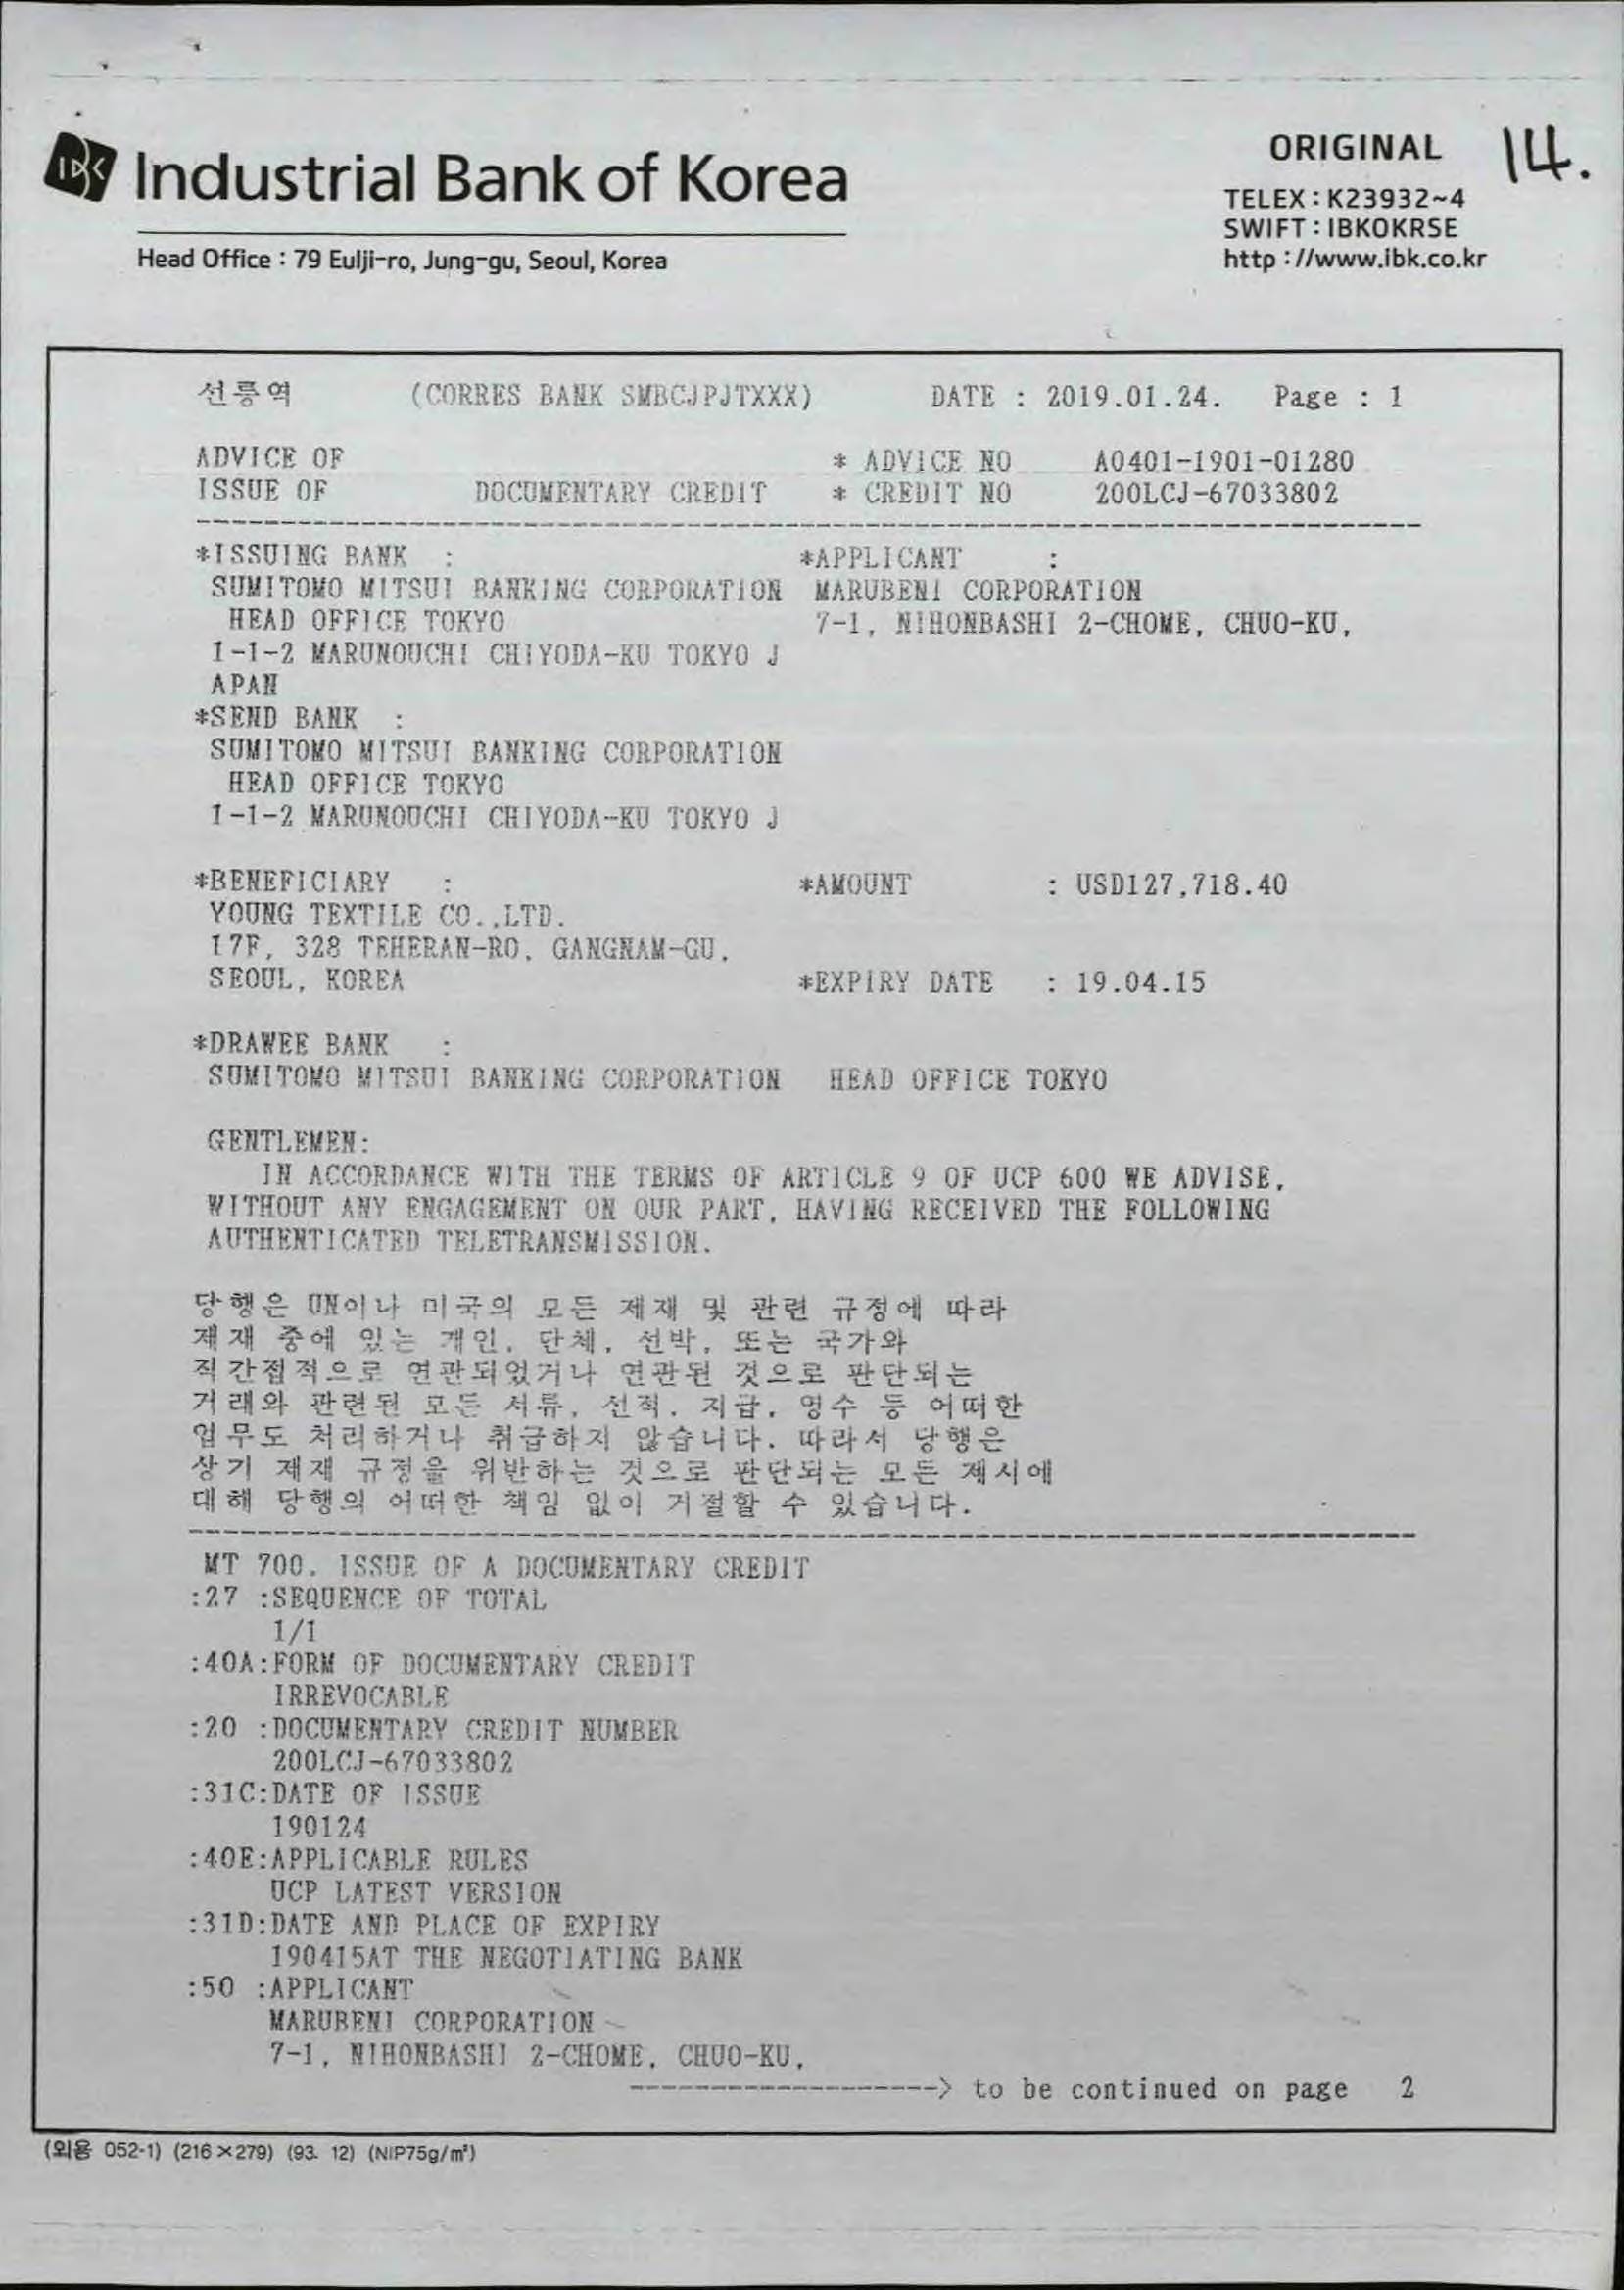 IBK Industrial Bank of Korea
ORIGINAL 14.
TELEX : K23932~4
SWIFT : IBKOKRSE
Head Office : 79 Eulji-ro, Jung-gu, Seoul, Korea
http : //www.ibk.co.kr
선릉역 (CORRES BANK SMBCJPJTXXX) DATE : 2019.01.24. Page : 1
ADVICE OF * ADVICE NO A0401-1901-01280
ISSUE OF DOCUMENTARY CREDIT * CREDIT NO 200LCJ-67033802
*ISSUING BANK : *APPLICANT :
SUMITOMO MITSUI BANKING CORPORATION MARUBENI CORPORATION
HEAD OFFICE TOKYO 7-1, NIHONBASHI 2-CHOME, CHUO-KU,
1-1-2 MARUNOUCHI CHIYODA-KU TOKYO J
APAN
*SEND BANK :
SUMITOMO MITSUI BANKING CORPORATION
HEAD OFFICE TOKYO
1-1-2 MARUNOUCHI CHIYODA-KU TOKYO J
*BENEFICIARY : *AMOUNT : USD127,718.40
YOUNG TEXTILE CO.,LTD.
17F, 328 TEHERAN-RO, GANGNAM-GU,
SEOUL, KOREA *EXPIRY DATE : 19.04.15
*DRAWEE BANK :
SUMITOMO MITSUI BANKING CORPORATION HEAD OFFICE TOKYO
GENTLEMEN:
IN ACCORDANCE WITH THE TERMS OF ARTICLE 9 OF UCP 600 WE ADVISE,
WITHOUT ANY ENGAGEMENT ON OUR PART, HAVING RECEIVED THE FOLLOWING
AUTHENTICATED TELETRANSMISSION.
당행은 UN이나 미국의 모든 제재 및 관련 규정에 따라
제재 중에 있는 개인, 단체, 선박, 또는 국가와
직간접적으로 연관되었거나 연관된 것으로 판단되는
거래와 관련된 모든 서류, 선적, 지급, 영수 등 어떠한
업무도 처리하거나 취급하지 않습니다. 따라서 당행은
상기 제재 규정을 위반하는 것으로 판단되는 모든 제시에
대해 당행의 어떠한 책임 없이 거절할 수 있습니다.
MT 700. ISSUE OF A DOCUMENTARY CREDIT
:27 :SEQUENCE OF TOTAL
1/1
:40A:FORM OF DOCUMENTARY CREDIT
IRREVOCABLE
:20 :DOCUMENTARY CREDIT NUMBER
200LCJ-67033802
:31C:DATE OF ISSUE
190124
:40E:APPLICABLE RULES
UCP LATEST VERSION
:31D:DATE AND PLACE OF EXPIRY
190415AT THE NEGOTIATING BANK
:50 :APPLICANT
MARUBENI CORPORATION
7-1, NIHONBASHI 2-CHOME, CHUO-KU,
-------------------> to be continued on page 2
(외용 052-1) (216×279) (93. 12) (NIP75g/m²)